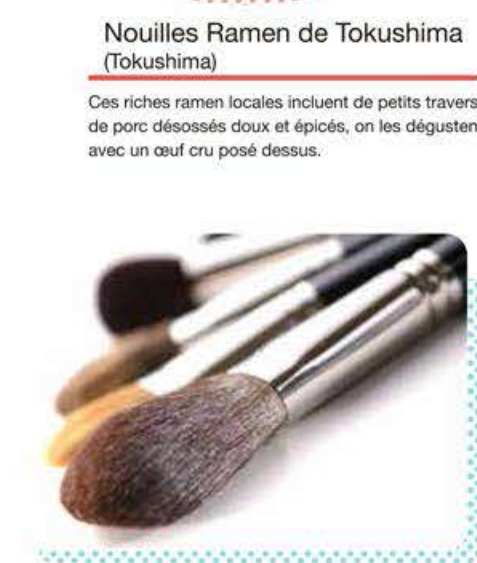 Nouilles Ramen de Tokushima
(Tokushima)
Ces riches ramen locales incluent de petits travers
de porc désossés doux et épicés, on les dégusten
avec un œuf cru posé dessus.